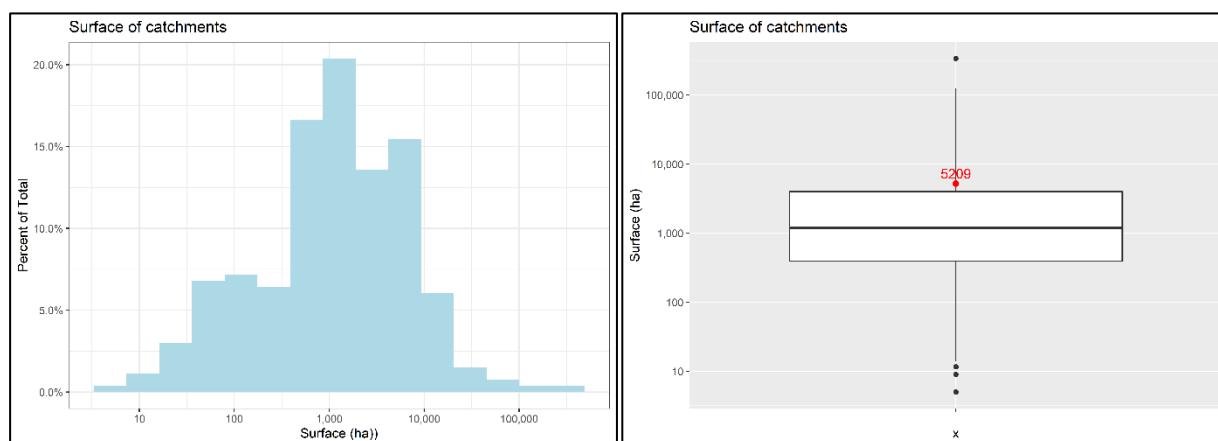 Surface of catchments
20.0%
15.0%
10.0%
5.0%
0.0%
Percent of Total
10 100 1,000 10,000 100,000
Surface (ha))
Surface of catchments
100,000
10,000
1,000
100
10
Surface (ha)
5209
x